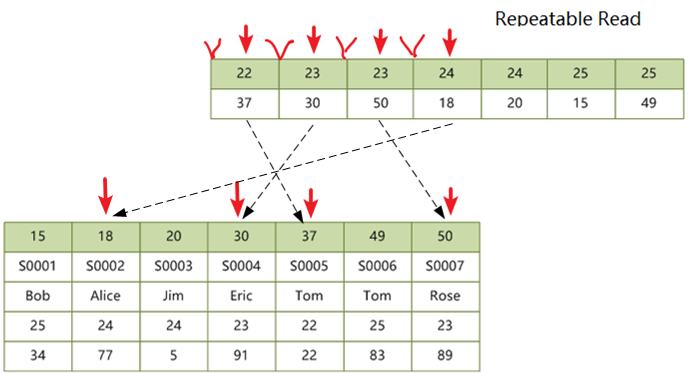 Repeatable Read
22 23 23 24 24 25 25
37 30 50 18 20 15 49
15 18 20 30 37 49 50
S0001 S0002 S0003 S0004 S0005 S0006 S0007
Bob Alice Jim Eric Tom Tom Rose
25 24 24 23 22 25 23
34 77 5 91 22 83 89